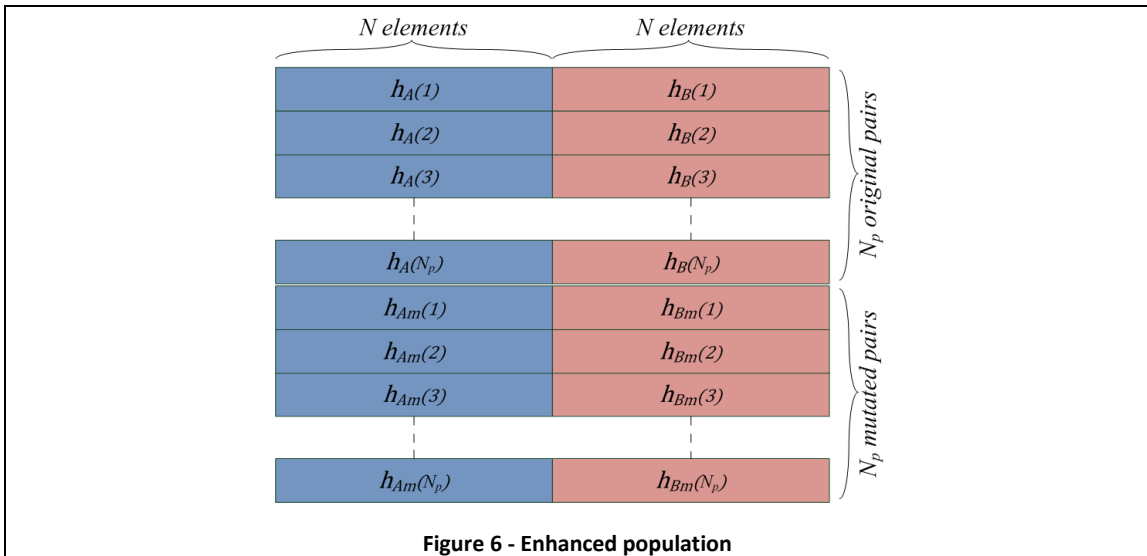 N elements N elements
h_A(1) h_B(1)
h_A(2) h_B(2)
h_A(3) h_B(3)
h_A(N_p) h_B(N_p)
N_p original pairs
h_Am(1) h_Bm(1)
h_Am(2) h_Bm(2)
h_Am(3) h_Bm(3)
h_Am(N_p) h_Bm(N_p)
N_p mutated pairs
Figure 6 - Enhanced population